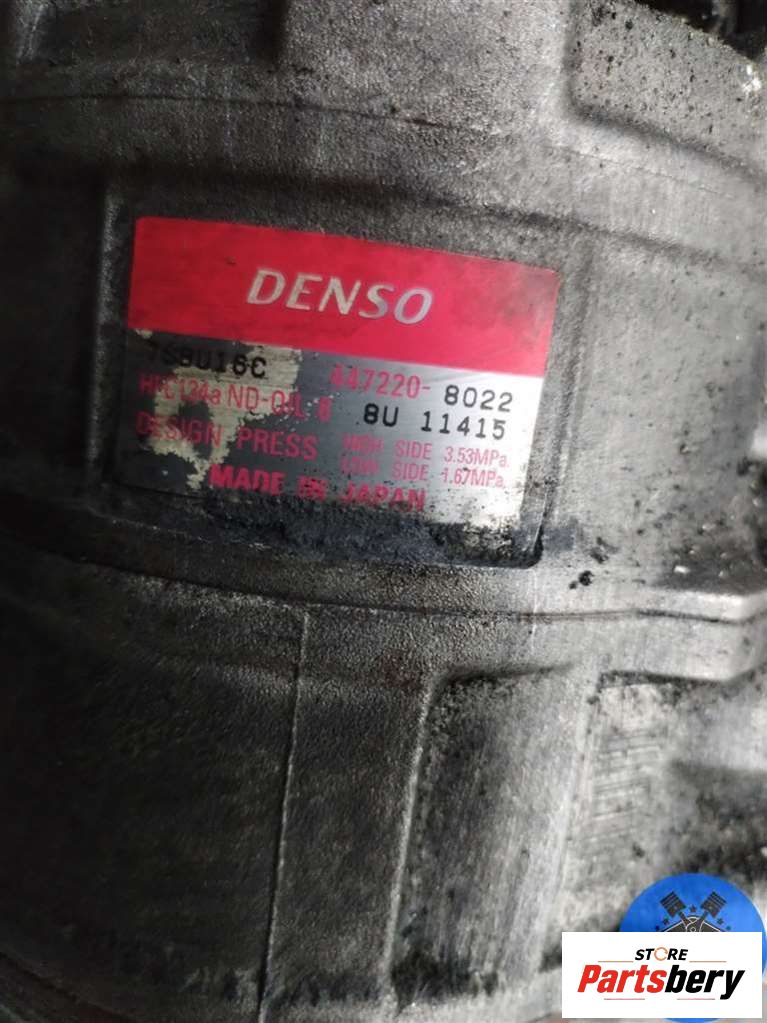 DENSO
7SBU16C 447220- 8022
HFC134a ND-OIL 8 8U 11415
DESIGN PRESS HIGH SIDE 3.53MPa.
LOW SIDE 1.67MPa.
MADE IN JAPAN
STORE
Partsbery